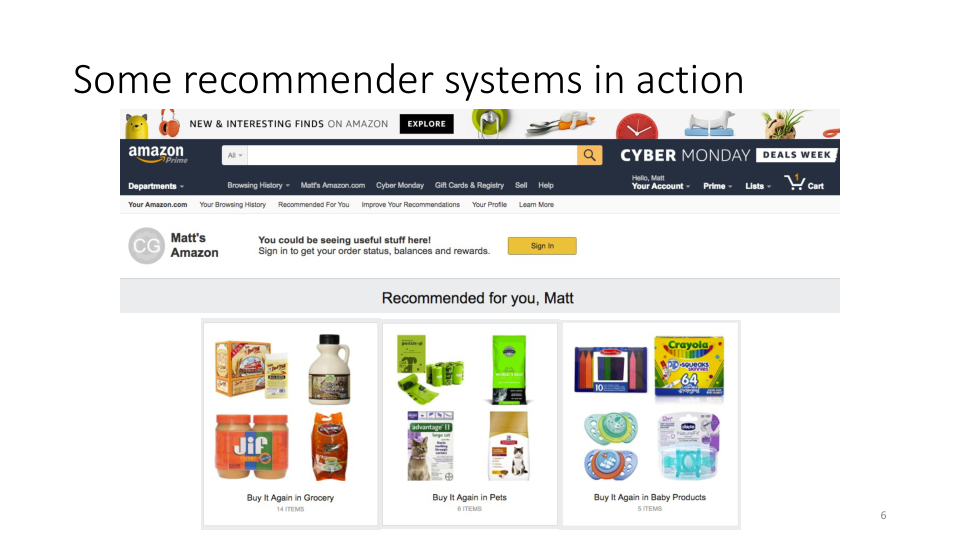 Some recommender systems in action
NEW & INTERESTING FINDS ON AMAZON EXPLORE
amazon Prime
All
CYBER MONDAY DEALS WEEK
Departments
Browsing History Matt's Amazon.com Cyber Monday Gift Cards & Registry Sell Help
Hello, Matt
Your Account Prime Lists 1 Cart
Your Amazon.com Your Browsing History Recommended For You Improve Your Recommendations Your Profile Learn More
CG
Matt's
Amazon
You could be seeing useful stuff here!
Sign in to get your order status, balances and rewards.
Sign In
Recommended for you, Matt
Jif
Buy It Again in Grocery
14 ITEMS
advantage II
large cat
Buy It Again in Pets
6 ITEMS
10
Crayola
64
Buy It Again in Baby Products
5 ITEMS
6